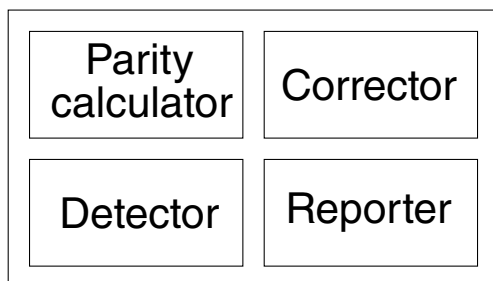 Parity
calculator
Corrector
Detector
Reporter